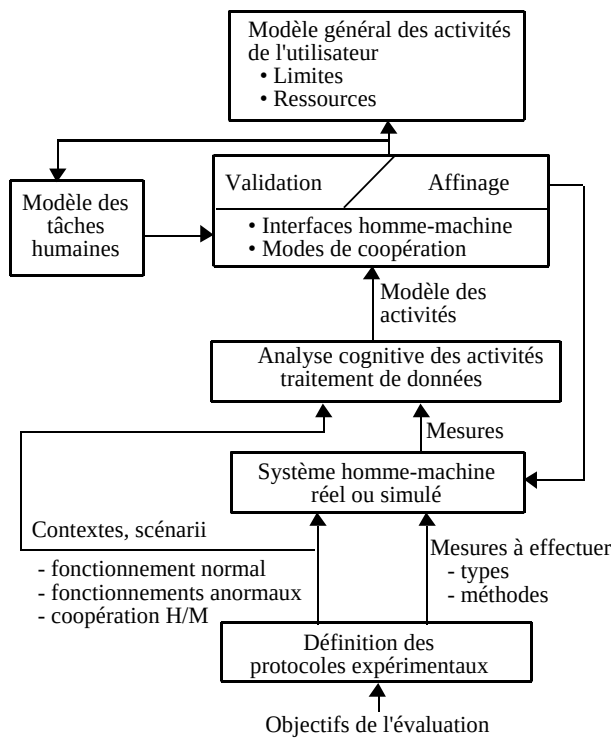 Modèle général des activités
de l'utilisateur
• Limites
• Ressources
Validation
Affinage
Modèle des
tâches
humaines
• Interfaces homme-machine
• Modes de coopération
Modèle des
activités
Analyse cognitive des activités
traitement de données
Mesures
Système homme-machine
réel ou simulé
Contextes, scénarii
- fonctionnement normal
- fonctionnements anormaux
- coopération H/M
Mesures à effectuer
- types
- méthodes
Définition des
protocoles expérimentaux
Objectifs de l'évaluation